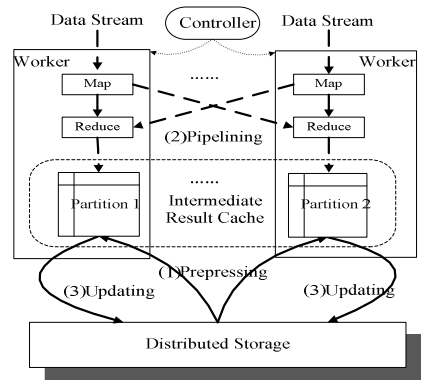 Data Stream
Controller
Data Stream
Worker
......
Worker
Map
Map
Reduce
Reduce
(2)Pipelining
......
Partition 1
Intermediate
Result Cache
Partition 2
(1)Prepressing
(3)Updating
(3)Updating
Distributed Storage